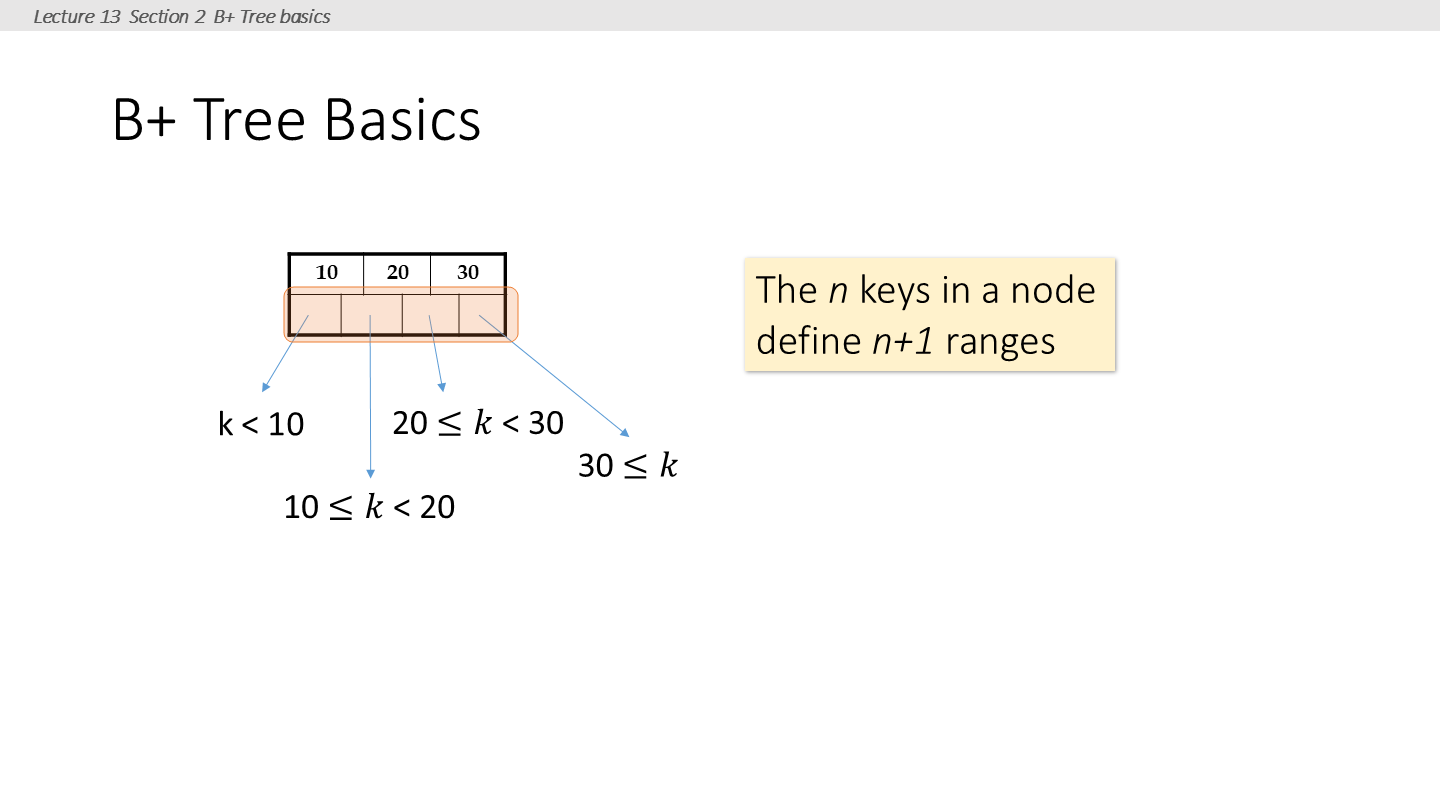 Lecture 13 Section 2 B+ Tree basics
B+ Tree Basics
10 20 30
The n keys in a node
define n+1 ranges
k < 10
20 ≤ k < 30
30 ≤ k
10 ≤ k < 20